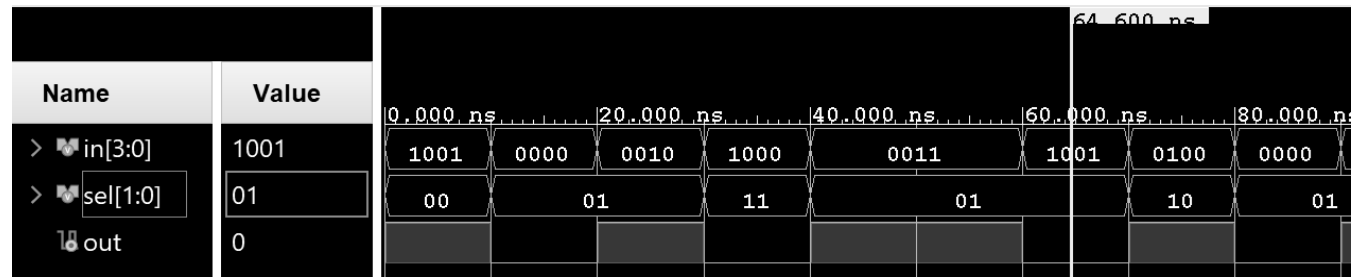 64.600 ns
Name Value
0.000 ns 20.000 ns 40.000 ns 60.000 ns 80.000 ns
> in[3:0] 1001 1001 0000 0010 1000 0011 1001 0100 0000
> sel[1:0] 01 00 01 11 01 10 01
out 0